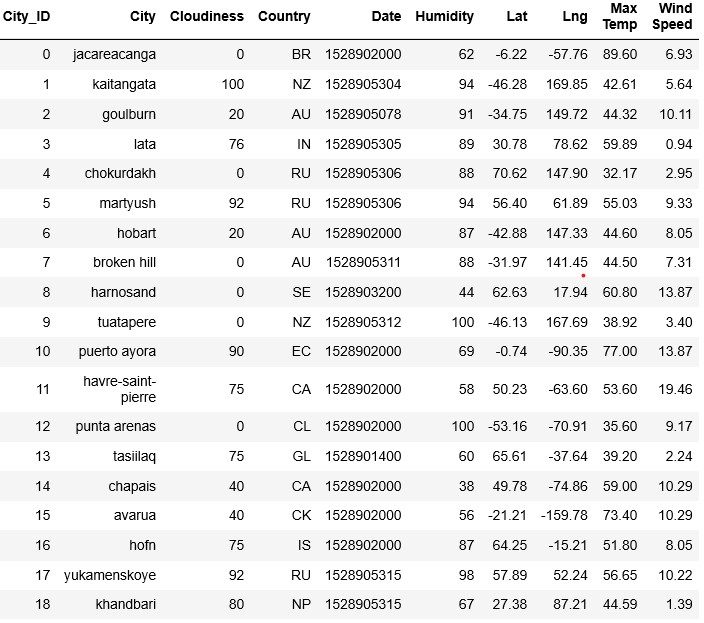 City_ID City Cloudiness Country Date Humidity Lat Lng Max Temp Wind Speed
0 jacareacanga 0 BR 1528902000 62 -6.22 -57.76 89.60 6.93
1 kaitangata 100 NZ 1528905304 94 -46.28 169.85 42.61 5.64
2 goulburn 20 AU 1528905078 91 -34.75 149.72 44.32 10.11
3 lata 76 IN 1528905305 89 30.78 78.62 59.89 0.94
4 chokurdakh 0 RU 1528905306 88 70.62 147.90 32.17 2.95
5 martyush 92 RU 1528905306 94 56.40 61.89 55.03 9.33
6 hobart 20 AU 1528902000 87 -42.88 147.33 44.60 8.05
7 broken hill 0 AU 1528905311 88 -31.97 141.45 44.50 7.31
8 harnosand 0 SE 1528903200 44 62.63 17.94 60.80 13.87
9 tuatapere 0 NZ 1528905312 100 -46.13 167.69 38.92 3.40
10 puerto ayora 90 EC 1528902000 69 -0.74 -90.35 77.00 13.87
11 havre-saint-pierre 75 CA 1528902000 58 50.23 -63.60 53.60 19.46
12 punta arenas 0 CL 1528902000 100 -53.16 -70.91 35.60 9.17
13 tasiilaq 75 GL 1528901400 60 65.61 -37.64 39.20 2.24
14 chapais 40 CA 1528902000 38 49.78 -74.86 59.00 10.29
15 avarua 40 CK 1528902000 56 -21.21 -159.78 73.40 10.29
16 hofn 75 IS 1528902000 87 64.25 -15.21 51.80 8.05
17 yukamenskoye 92 RU 1528905315 98 57.89 52.24 56.65 10.22
18 khandbari 80 NP 1528905315 67 27.38 87.21 44.59 1.39